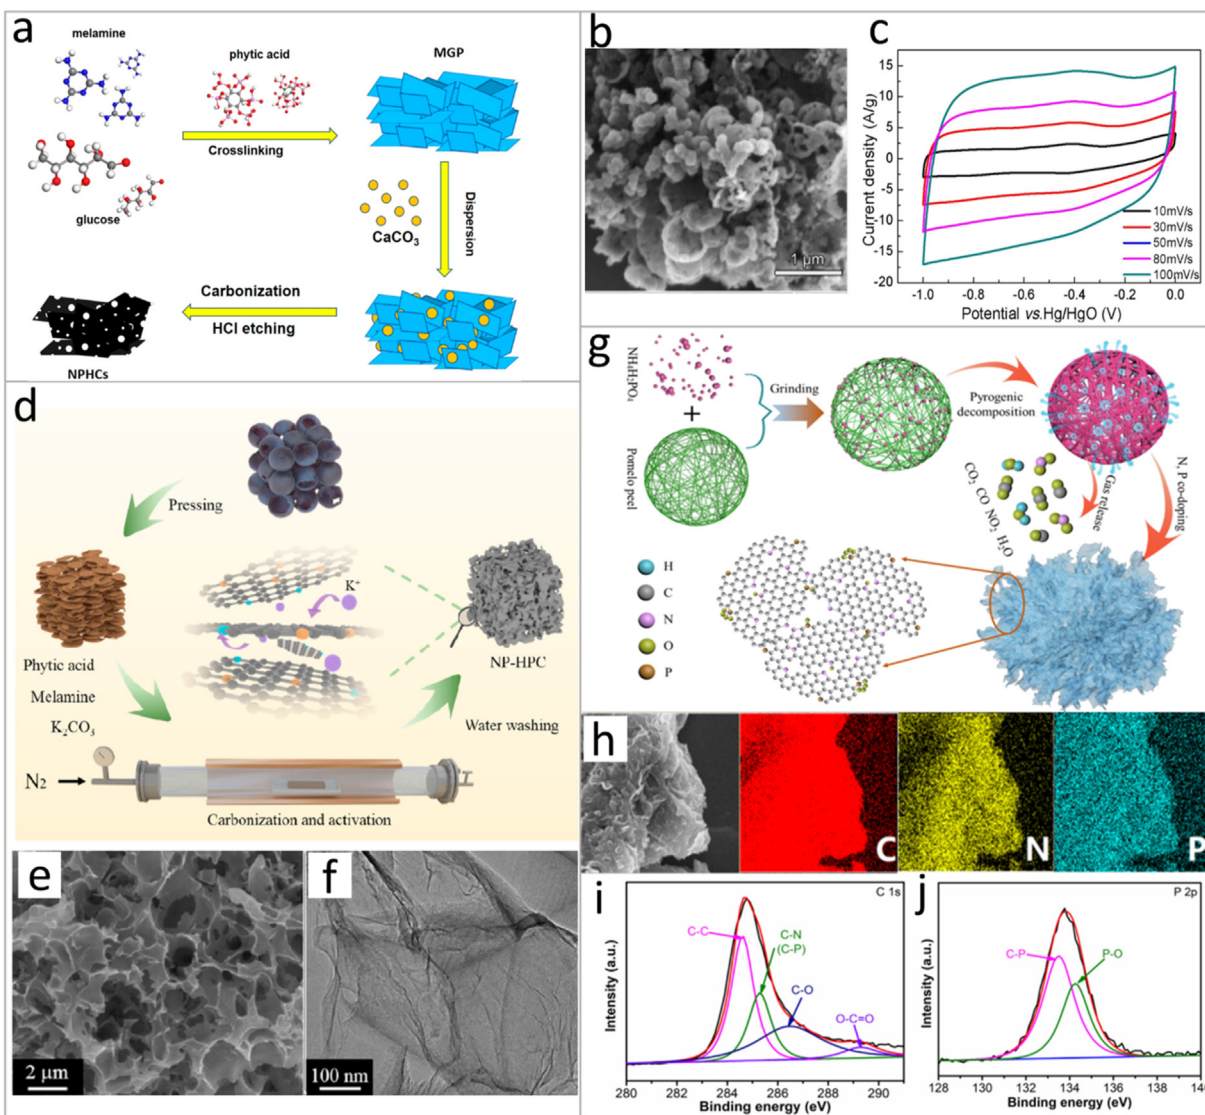 a
melamine
phytic acid
MGP
Crosslinking
glucose
CaCO3
Dispersion
Carbonization
HCl etching
NPHCs
b
1 μm
c
Current density (A/g)
15
10
5
0
-5
-10
-15
-20
10mV/s
30mV/s
50mV/s
80mV/s
100mV/s
-1.0
-0.8
-0.6
-0.4
-0.2
0.0
Potential vs.Hg/HgO (V)
d
Pressing
K+
NP-HPC
Phytic acid
Melamine
K2CO3
Water washing
N2
Carbonization and activation
e
2 μm
f
100 nm
g
NH4H2PO4
+
Pomelo peel
Grinding
Pyrogenic
decomposition
CO2 CO NO2 H2O
Gas release
N, P co-doping
H
C
N
O
P
h
C
N
P
i
C 1s
Intensity (a.u.)
C-C
C-N
(C-P)
C-O
O-C=O
280
282
284
286
288
290
Binding energy (eV)
j
P 2p
Intensity (a.u.)
C-P
P-O
128
130
132
134
136
138
140
Binding energy (eV)